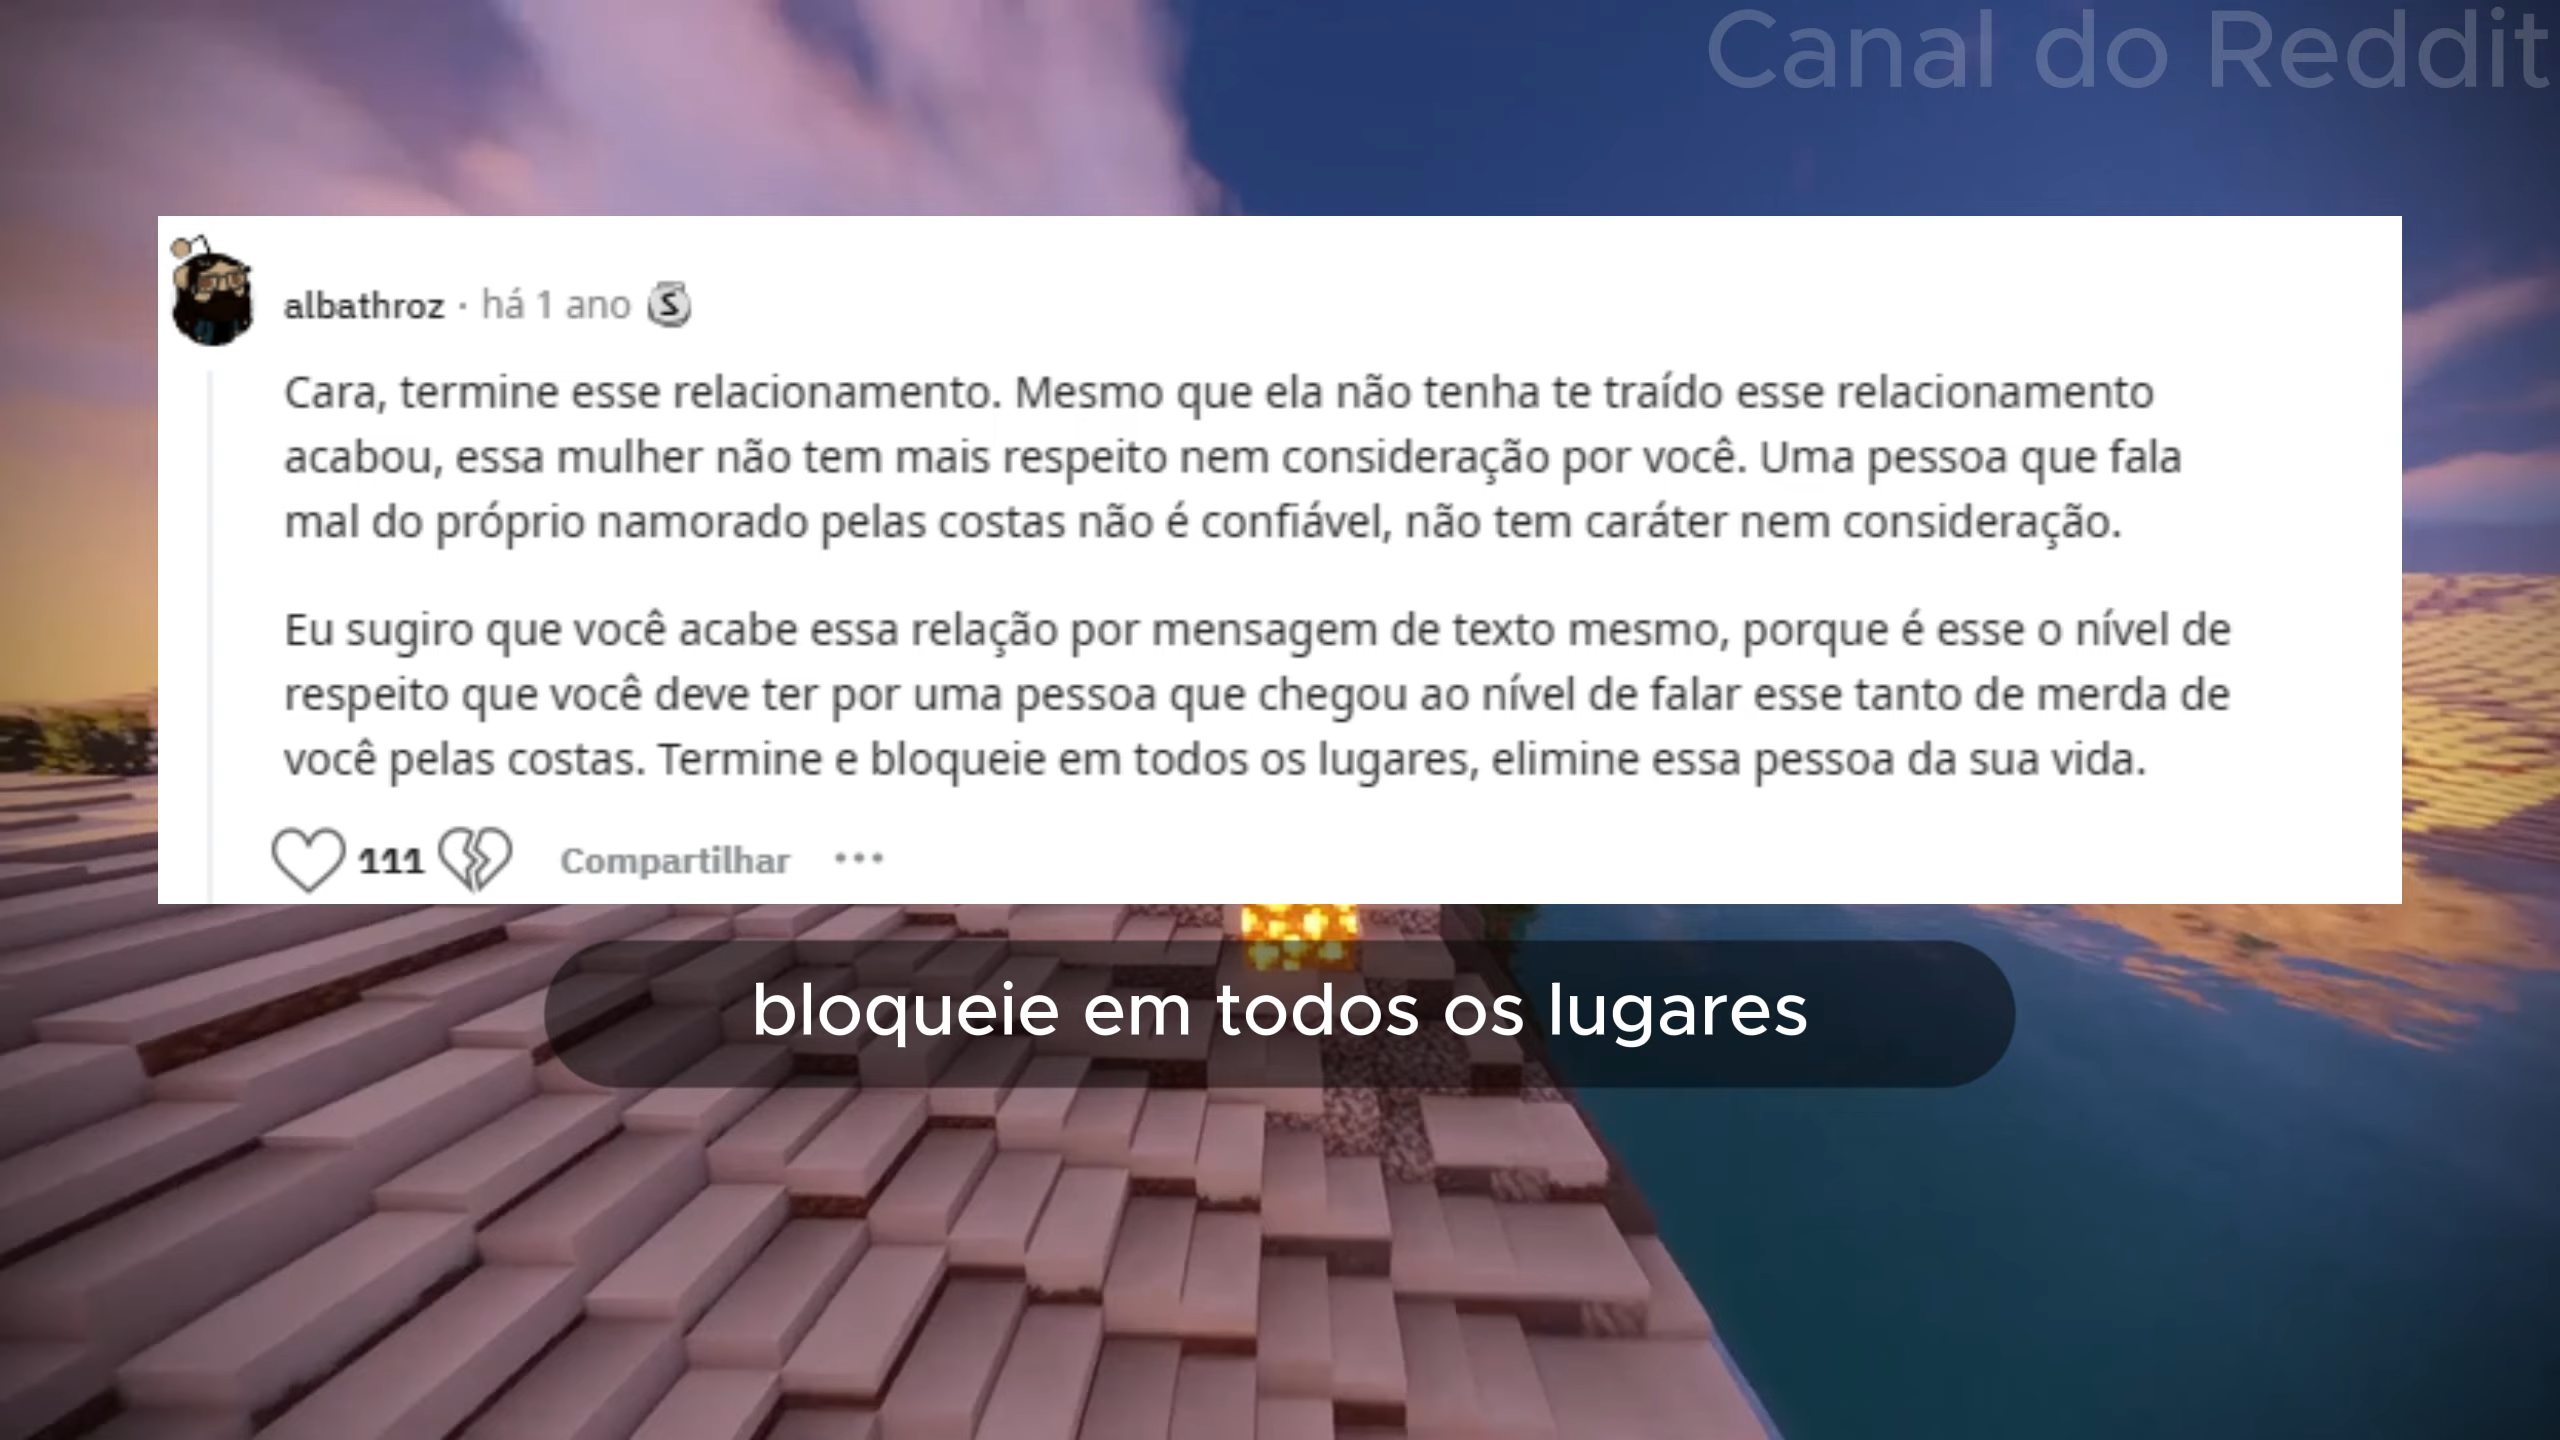 Canal do Reddit
albathroz · há 1 ano S
Cara, termine esse relacionamento. Mesmo que ela não tenha te traído esse relacionamento
acabou, essa mulher não tem mais respeito nem consideração por você. Uma pessoa que fala
mal do próprio namorado pelas costas não é confiável, não tem caráter nem consideração.
Eu sugiro que você acabe essa relação por mensagem de texto mesmo, porque é esse o nível de
respeito que você deve ter por uma pessoa que chegou ao nível de falar esse tanto de merda de
você pelas costas. Termine e bloqueie em todos os lugares, elimine essa pessoa da sua vida.
111 Compartilhar ...
bloqueie em todos os lugares